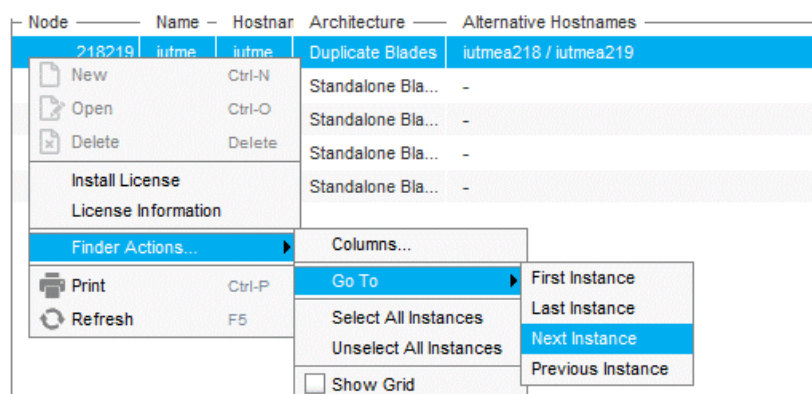 Node Name Hostnar Architecture Alternative Hostnames
218219 iutme iutme Duplicate Blades iutmea218 / iutmea219
New Ctrl-N
Standalone Bla... -
Open Ctrl-O
Standalone Bla... -
Delete Delete
Standalone Bla... -
Install License
Standalone Bla... -
License Information
Finder Actions...
Columns...
Print Ctrl-P
Go To
First Instance
Refresh F5
Select All Instances
Last Instance
Unselect All Instances
Next Instance
Previous Instance
Show Grid